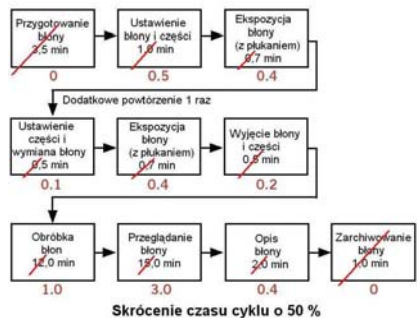 Przygotowanie
błony
3,5 min
0
Ustawienie
błony i części
1,0 min
0.5
Ekspozycja
błony
(z płukaniem)
0,7 min
0.4
Dodatkowe powtórzenie 1 raz
Ustawienie
części i
wymiana błony
0,5 min
0.1
Ekspozycja
błony
(z płukaniem)
0,7 min
0.4
Wyjęcie błony
i części
0,5 min
0.2
Obróbka
błon
12,0 min
1.0
Przeglądanie
błony
15,0 min
3.0
Opis
błony
2,0 min
0.4
Zarchiwowanie
błony
1,0 min
0
Skrócenie czasu cyklu o 50 %